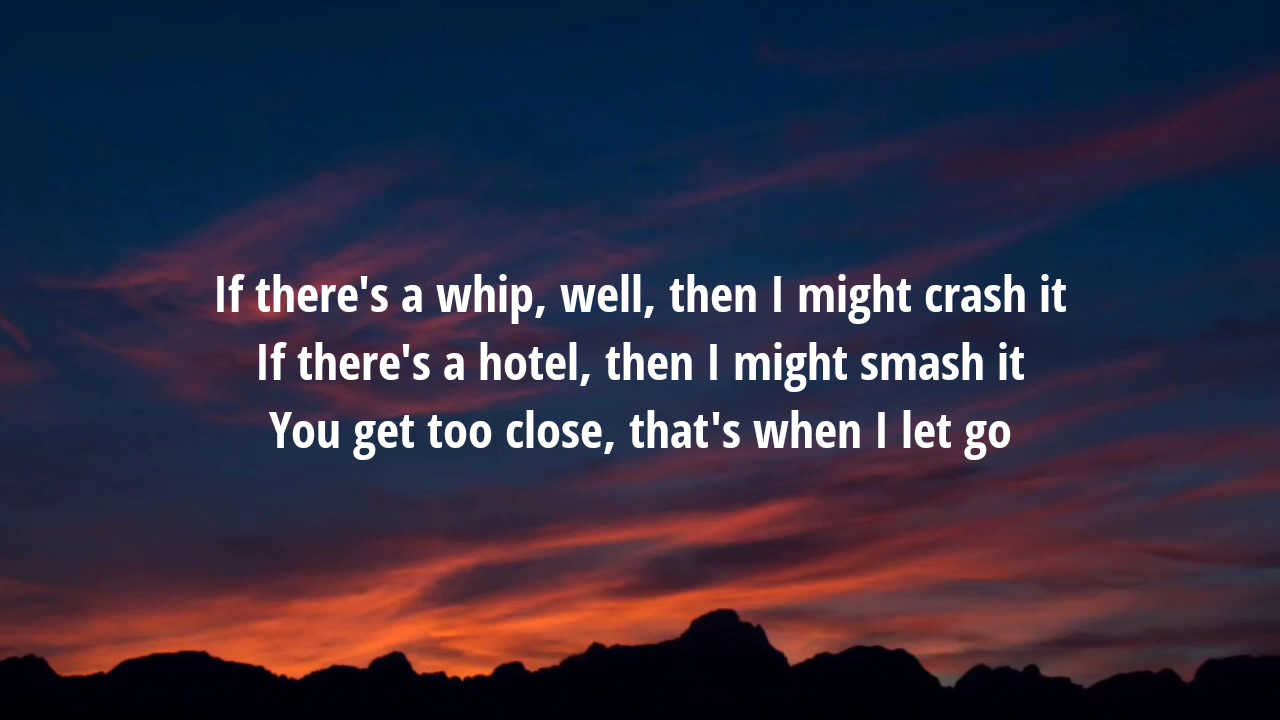 If there's a whip, well, then I might crash it
If there's a hotel, then I might smash it
You get too close, that's when I let go